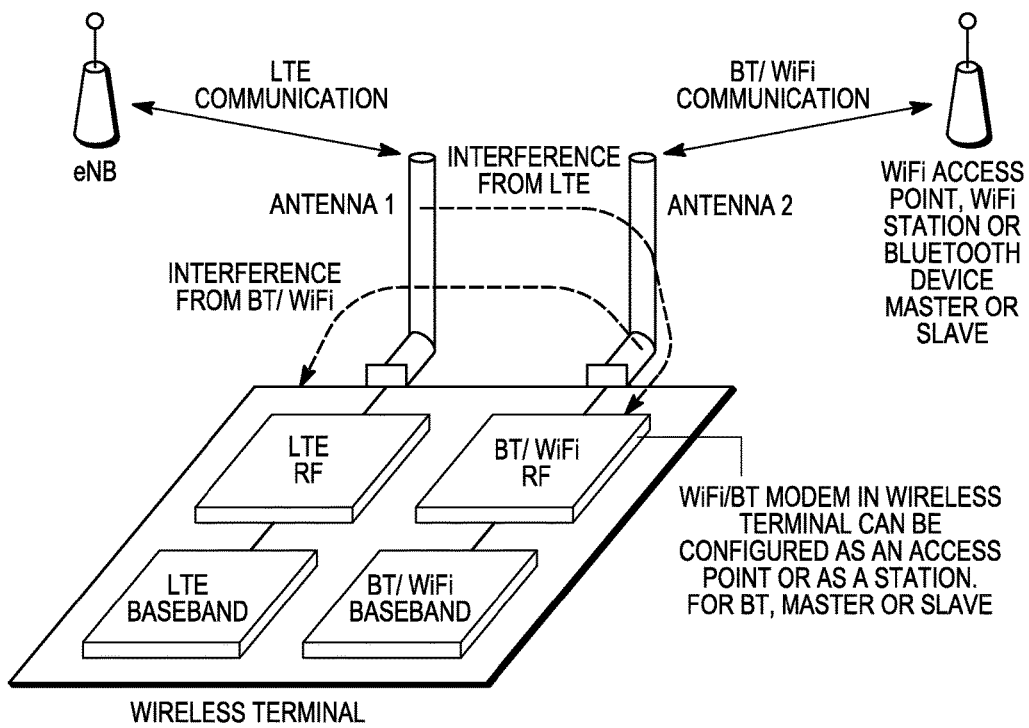 LTE
COMMUNICATION
BT/ WiFi
COMMUNICATION
eNB
INTERFERENCE
FROM LTE
WiFi ACCESS
POINT, WiFi
STATION OR
BLUETOOTH
DEVICE
MASTER OR
SLAVE
ANTENNA 1
ANTENNA 2
INTERFERENCE
FROM BT/ WiFi
LTE
RF
BT/ WiFi
RF
WiFi/BT MODEM IN WIRELESS
TERMINAL CAN BE
CONFIGURED AS AN ACCESS
POINT OR AS A STATION.
FOR BT, MASTER OR SLAVE
LTE
BASEBAND
BT/ WiFi
BASEBAND
WIRELESS TERMINAL